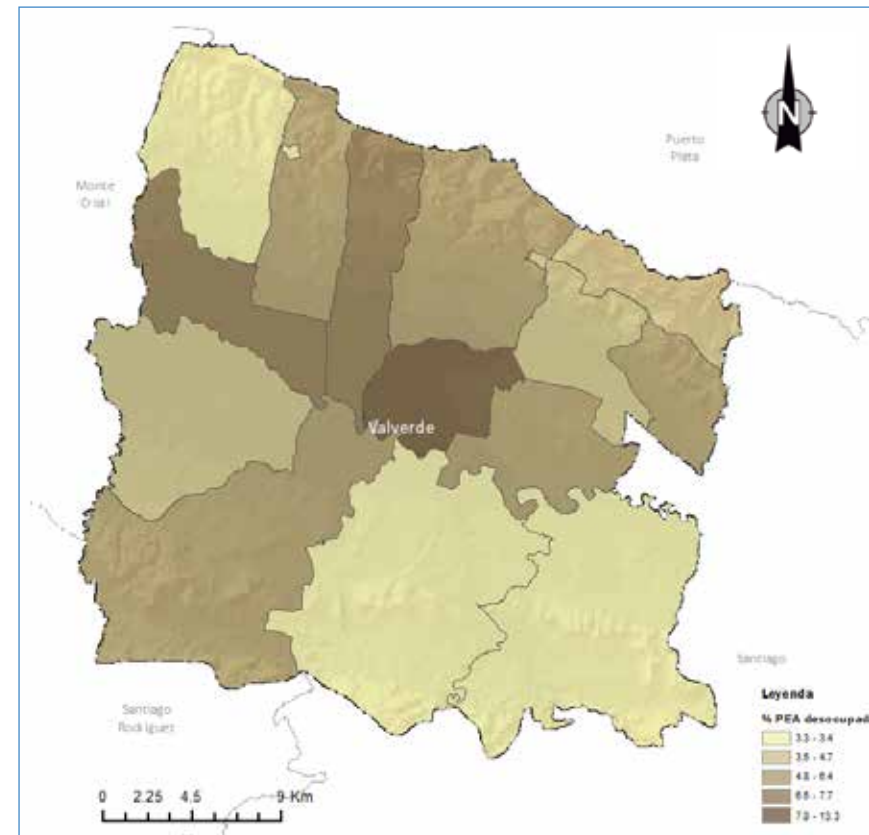 N
Puerto
Plata
Monte
Cristi
Valverde
Santiago
Santiago
Rodríguez
Leyenda
% PEA desocupad
3.3 - 3.4
3.5 - 4.7
4.8 - 6.4
6.5 - 7.7
7.8 - 13.3
0 2.25 4.5 9 Km